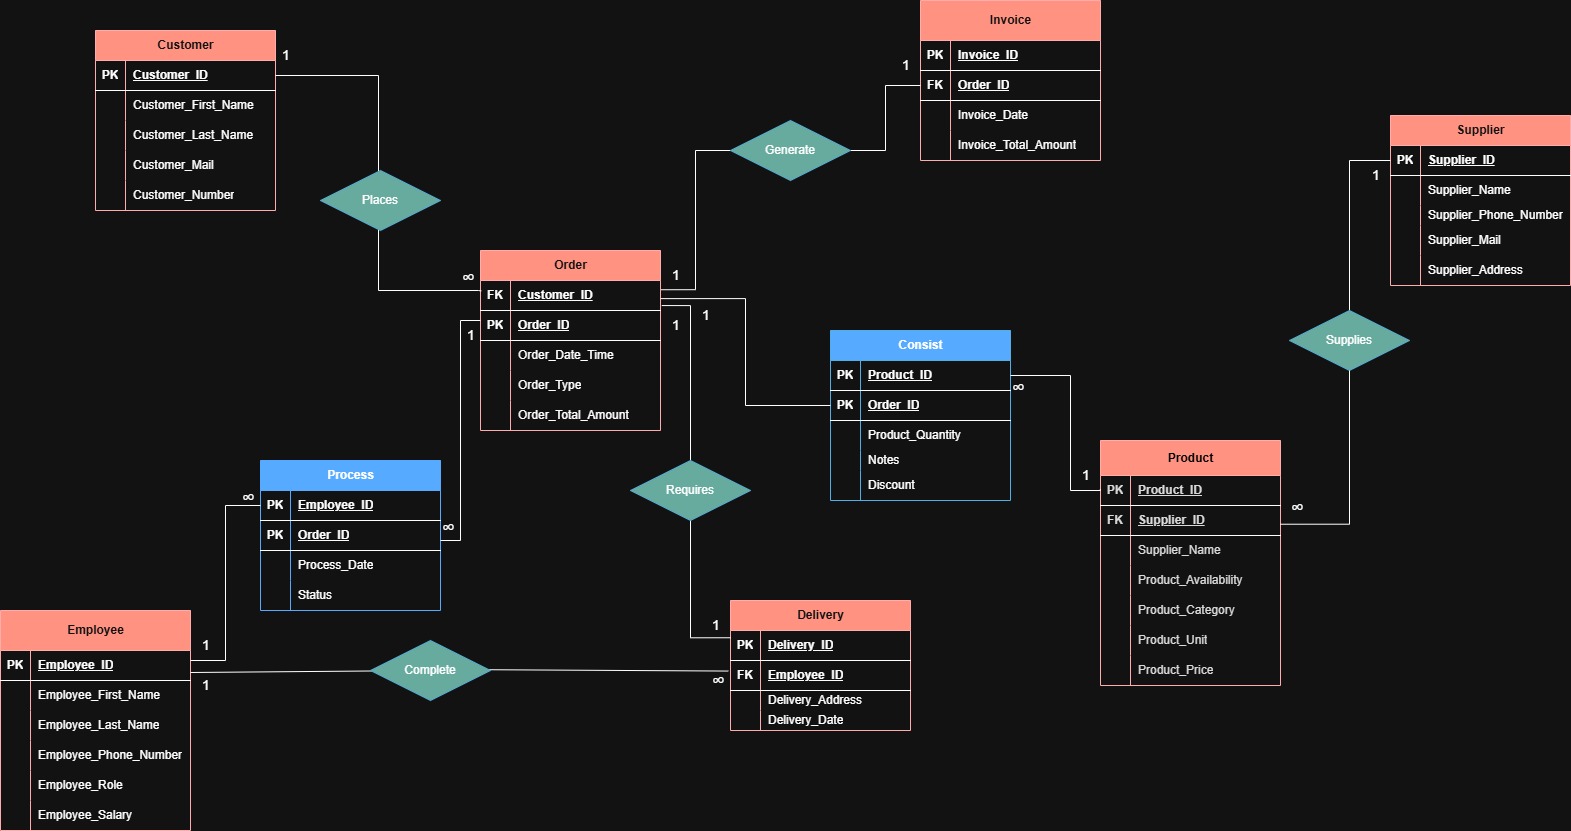 Customer
1
PK Customer_ID
Customer_First_Name
Customer_Last_Name
Customer_Mail
Customer_Number
Places
Invoice
PK Invoice_ID
1
FK Order_ID
Invoice_Date
Invoice_Total_Amount
Generate
Supplier
PK Supplier_ID
1
Supplier_Name
Supplier_Phone_Number
Supplier_Mail
Supplier_Address
Supplies
∞
Order
1
FK Customer_ID
PK Order_ID
1
1
1
Order_Date_Time
Order_Type
Order_Total_Amount
Consist
PK Product_ID
∞
PK Order_ID
Product_Quantity
Notes
Discount
Product
1
PK Product_ID
FK Supplier_ID
∞
Supplier_Name
Product_Availability
Product_Category
Product_Unit
Product_Price
Process
∞
PK Employee_ID
∞
PK Order_ID
Process_Date
Status
Requires
Employee
1
PK Employee_ID
1
Employee_First_Name
Employee_Last_Name
Employee_Phone_Number
Employee_Role
Employee_Salary
Complete
Delivery
1
PK Delivery_ID
∞
FK Employee_ID
Delivery_Address
Delivery_Date